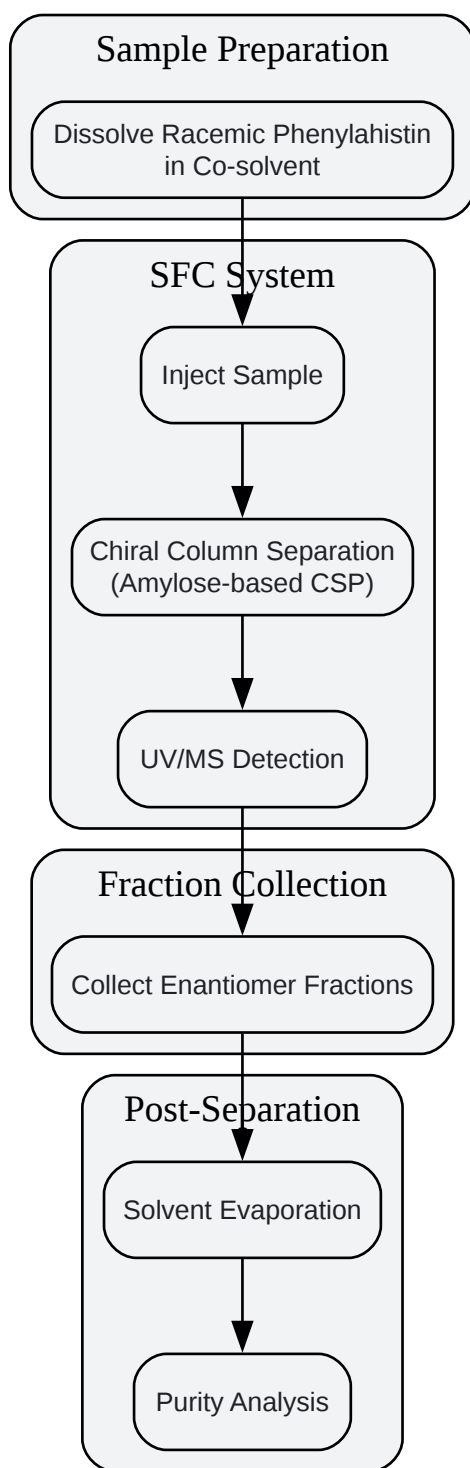 Sample Preparation
Dissolve Racemic Phenylahistin
in Co-solvent
SFC System
Inject Sample
Chiral Column Separation
(Amylose-based CSP)
UV/MS Detection
Fraction Collection
Collect Enantiomer Fractions
Post-Separation
Solvent Evaporation
Purity Analysis